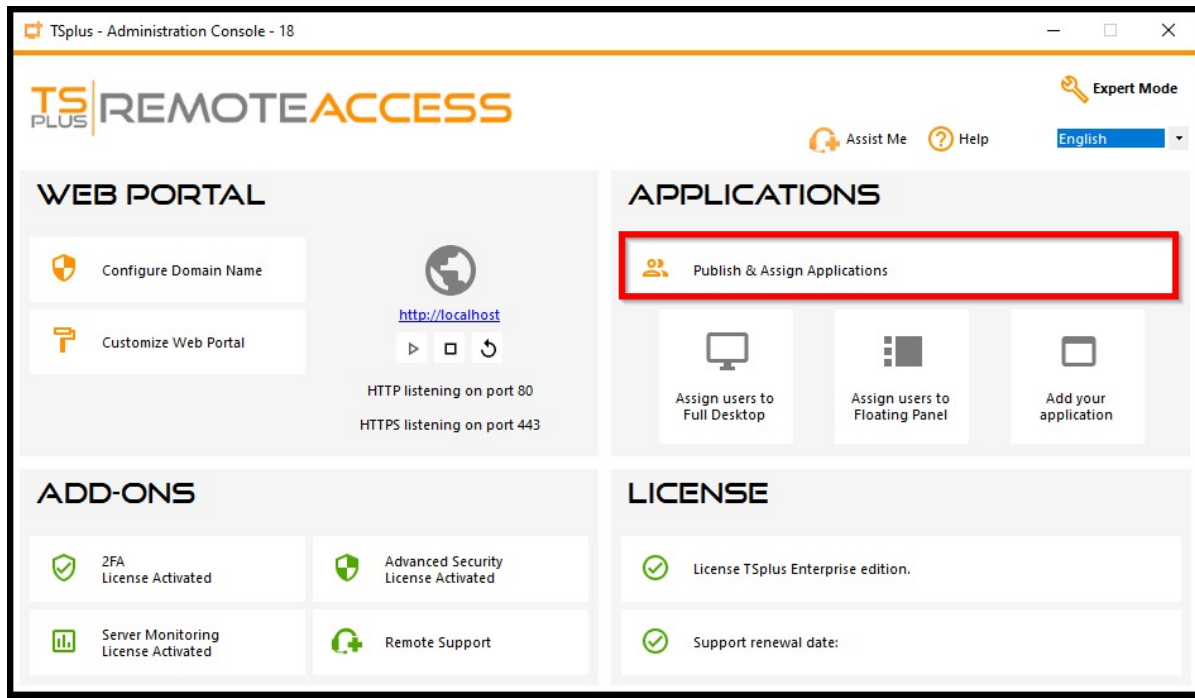 TSplus - Administration Console - 18
TS PLUS REMOTEACCESS
Expert Mode
Assist Me
Help
English
WEB PORTAL
Configure Domain Name
Customize Web Portal
http://localhost
HTTP listening on port 80
HTTPS listening on port 443
APPLICATIONS
Publish & Assign Applications
Assign users to
Full Desktop
Assign users to
Floating Panel
Add your
application
ADD-ONS
2FA
License Activated
Advanced Security
License Activated
Server Monitoring
License Activated
Remote Support
LICENSE
License TSplus Enterprise edition.
Support renewal date: